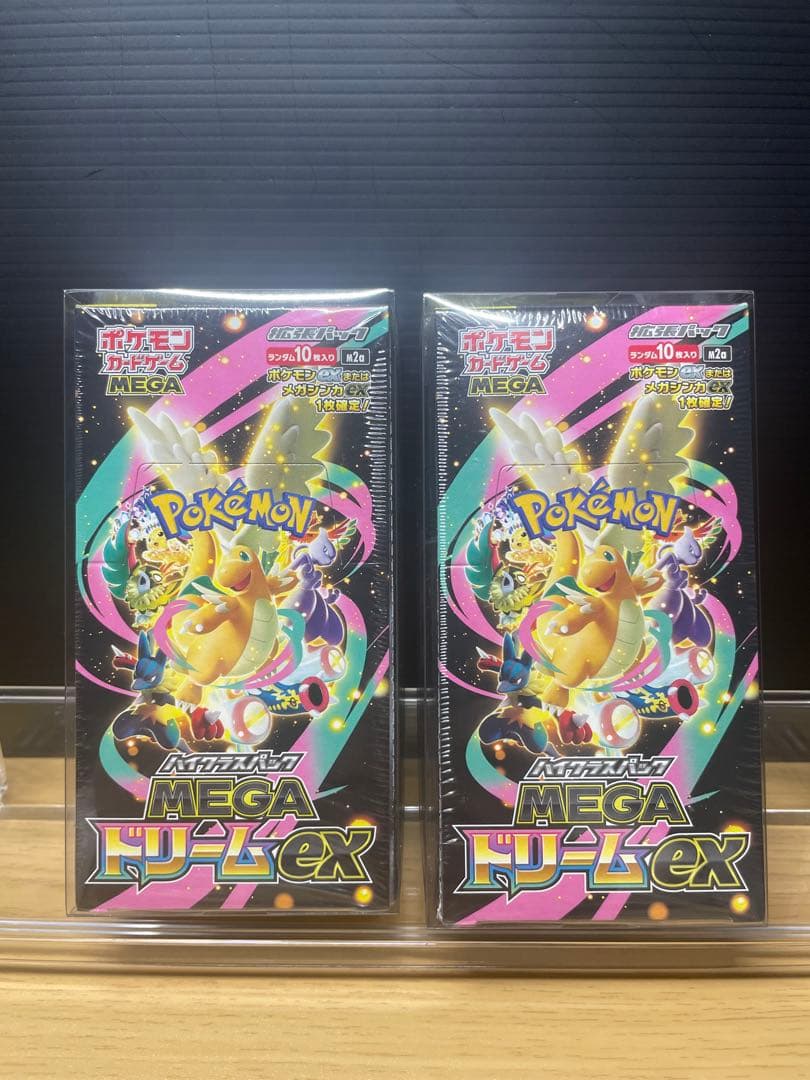 ポケモン
カードゲーム
MEGA
拡張パック
ランダム10枚入り M2a
ポケモンexまたは
メガシンカex
1枚確定!
POKéMON
ハイクラスパック
MEGA
ドリームex
ポケモン
カードゲーム
MEGA
拡張パック
ランダム10枚入り M2a
ポケモンexまたは
メガシンカex
1枚確定!
POKéMON
ハイクラスパック
MEGA
ドリームex